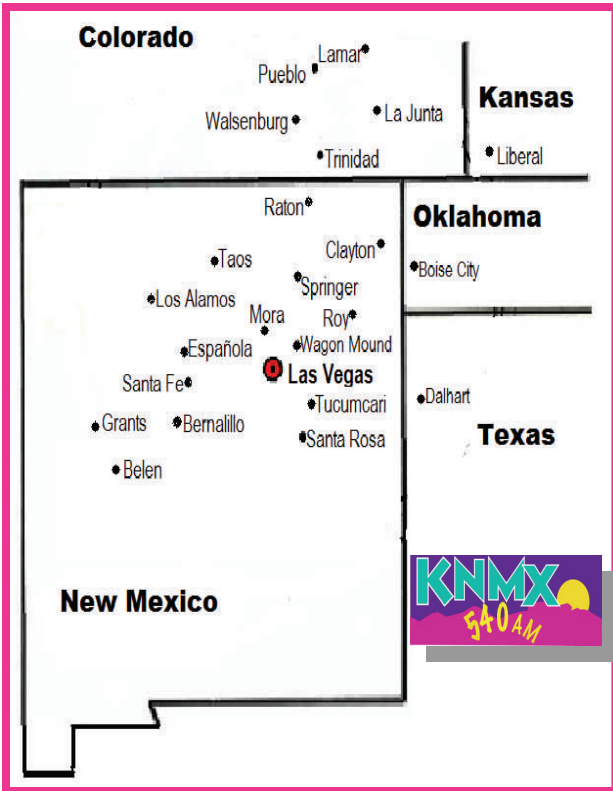 Colorado
Lamar
Pueblo
Kansas
La Junta
Walsenburg
Liberal
Trinidad
Raton
Oklahoma
Clayton
Taos
Boise City
Springer
Los Alamos
Mora
Roy
Wagon Mound
Española
Las Vegas
Santa Fe
Dalhart
Tucumcari
Grants
Bernalillo
Texas
Santa Rosa
Belen
KNMX
540 AM
New Mexico